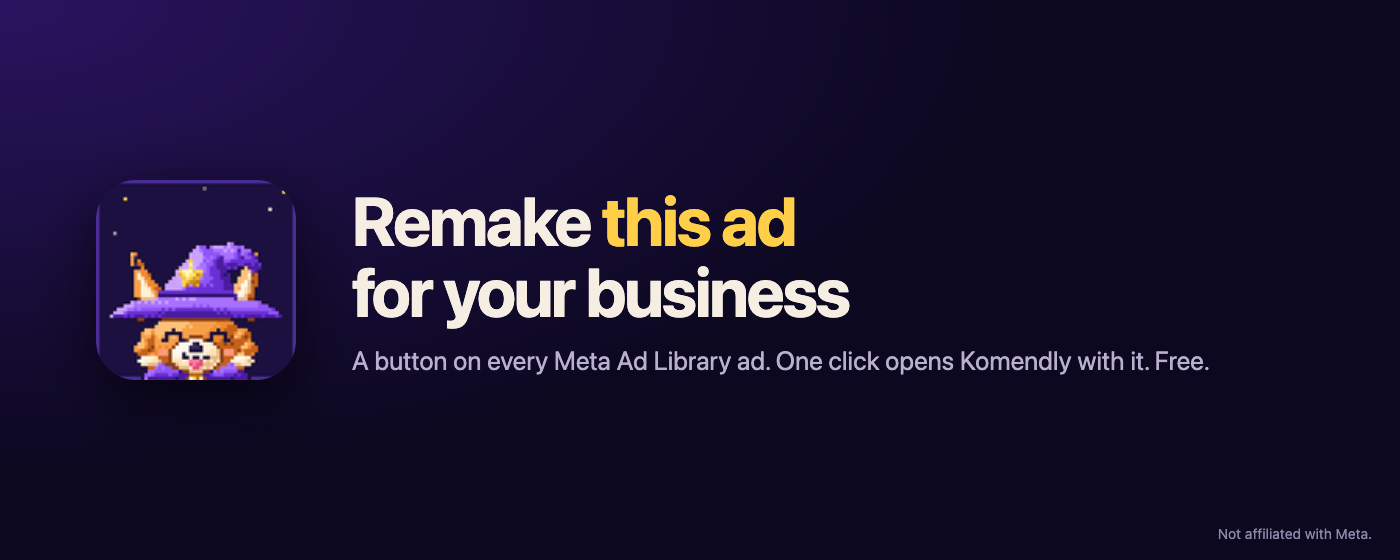 Remake this ad
for your business
A button on every Meta Ad Library ad. One click opens Komendly with it. Free.
Not affiliated with Meta.